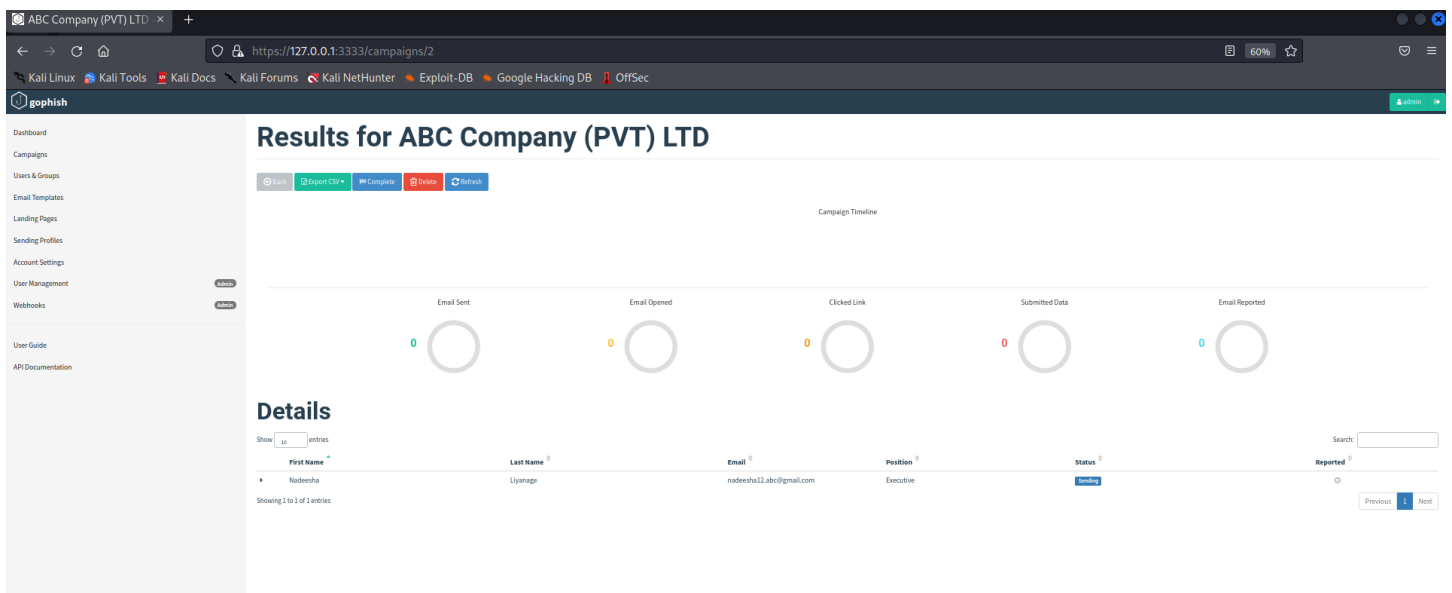 ABC Company (PVT) LTD
https://127.0.0.1:3333/campaigns/2
60%
Kali Linux Kali Tools Kali Docs Kali Forums Kali NetHunter Exploit-DB Google Hacking DB OffSec
gophish
admin
Dashboard
Campaigns
Users & Groups
Email Templates
Landing Pages
Sending Profiles
Account Settings
User Management Admin
Webhooks Admin
User Guide
API Documentation
Results for ABC Company (PVT) LTD
Back Export CSV Complete Delete Refresh
Campaign Timeline
Email Sent Email Opened Clicked Link Submitted Data Email Reported
0 0 0 0 0
Details
Show 10 entries
Search:
First Name Last Name Email Position Status Reported
Nadeesha Liyanage nadeesha12.abc@gmail.com Executive Sending
Showing 1 to 1 of 1 entries
Previous 1 Next